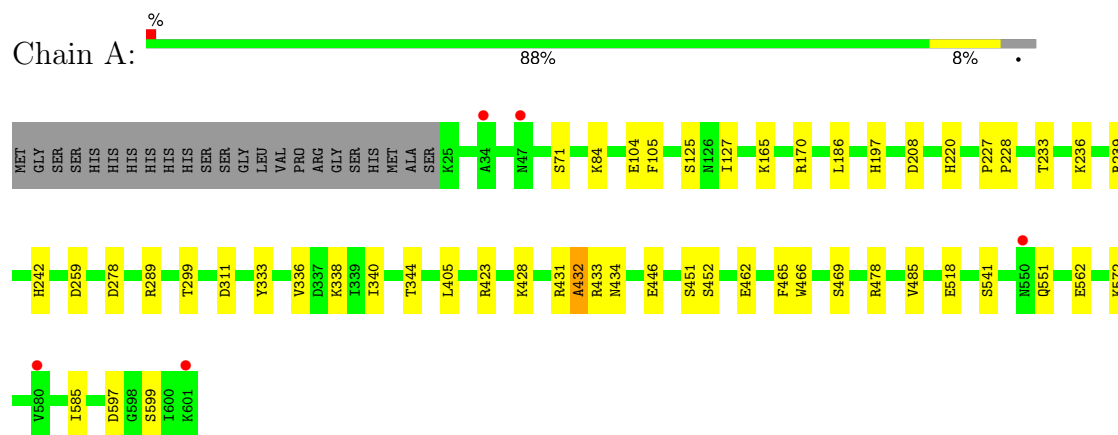 %
Chain A:
88% 8% •
MET GLY SER SER HIS HIS HIS HIS HIS HIS SER SER GLY LEU VAL PRO ARG GLY SER HIS MET ALA SER K25 A34 N47 S71 K84 E104 F105 S125 N126 I127 K165 R170 L186 H197 D208 H220 P227 P228 T233 K236 R239
H242 D259 D278 R289 T299 D311 Y333 V336 D337 K338 I339 I340 T344 L405 R423 K428 R431 A432 R433 N434 E446 S451 S452 E462 F465 W466 S469 R478 V485 E518 S541 N550 Q551 E562 K572
V580 I585 D597 G598 S599 I600 K601